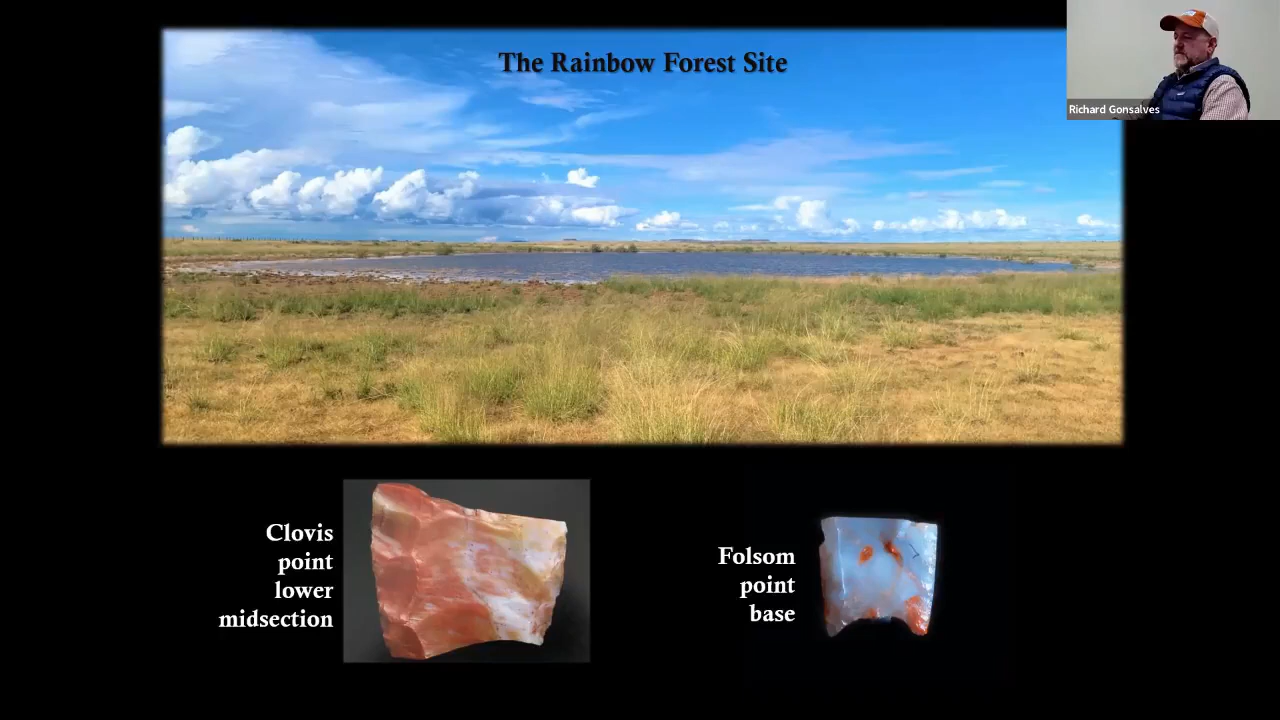 The Rainbow Forest Site
Richard Gonsalves
Clovis
point
lower
midsection
Folsom
point
base